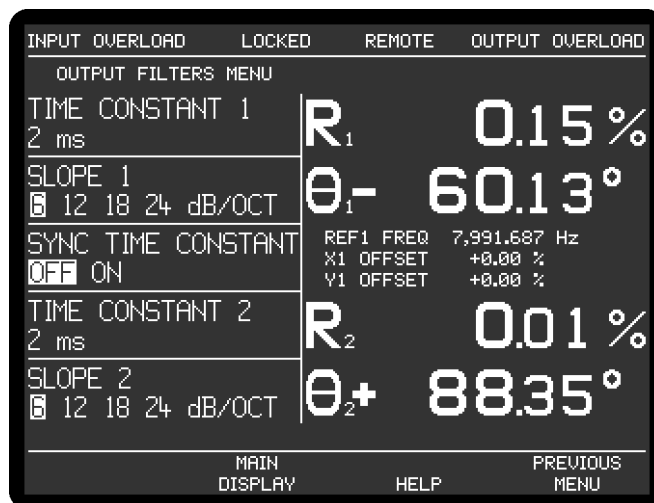 INPUT OVERLOAD LOCKED REMOTE OUTPUT OVERLOAD
OUTPUT FILTERS MENU
TIME CONSTANT 1
2 ms
SLOPE 1
6 12 18 24 dB/OCT
SYNC TIME CONSTANT
OFF ON
TIME CONSTANT 2
2 ms
SLOPE 2
6 12 18 24 dB/OCT
R1 0.15 %
θ1- 60.13°
REF1 FREQ 7,991.687 Hz
X1 OFFSET +0.00 %
Y1 OFFSET +0.00 %
R2 0.01 %
θ2+ 88.35°
MAIN DISPLAY
HELP
PREVIOUS MENU